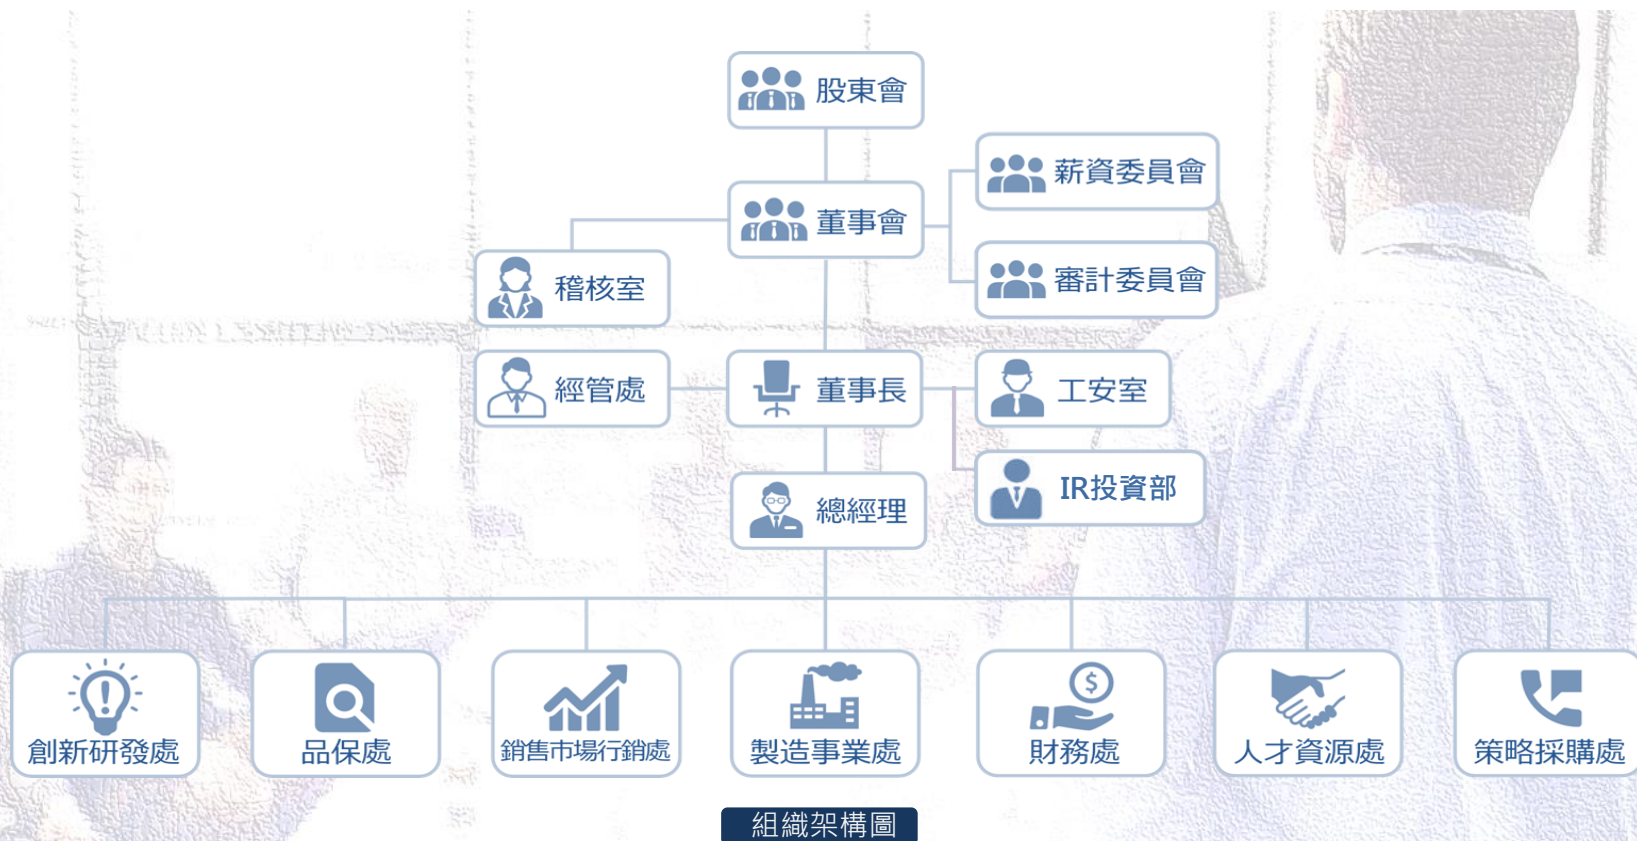 股東會
薪資委員會
董事會
審計委員會
稽核室
經管處
董事長
工安室
IR投資部
總經理
創新研發處
品保處
銷售市場行銷處
製造事業處
財務處
人才資源處
策略採購處
組織架構圖